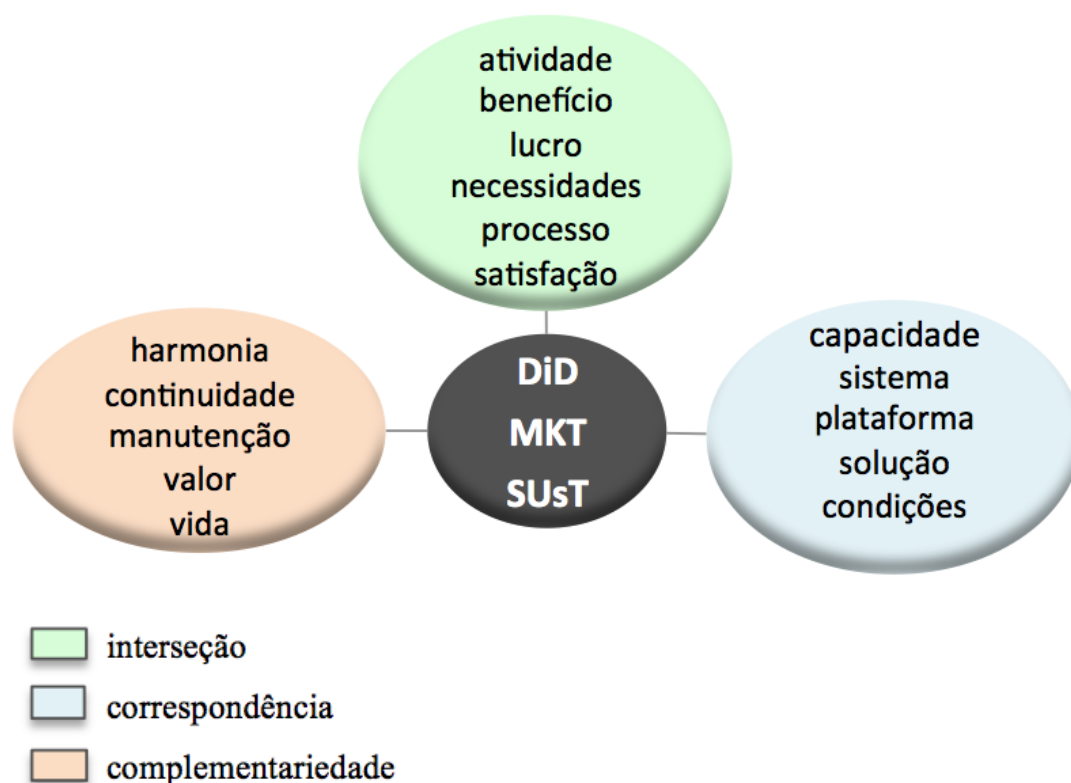 atividade
benefício
lucro
necessidades
processo
satisfação
harmonia
continuidade
manutenção
valor
vida
DiD
MKT
SUsT
capacidade
sistema
plataforma
solução
condições
interseção
correspondência
complementariedade